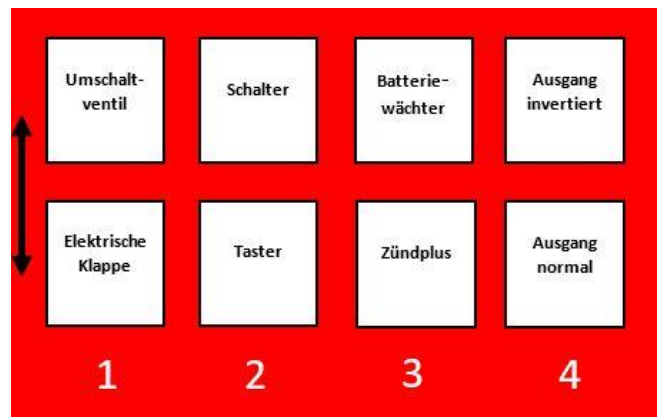 Umschalt-
ventil
Schalter
Batterie-
wächter
Ausgang
invertiert
Elektrische
Klappe
Taster
Zündplus
Ausgang
normal
1 2 3 4